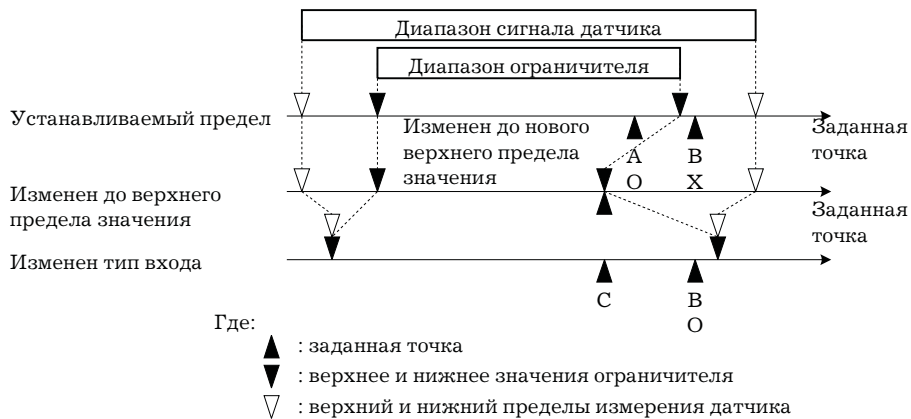 Диапазон сигнала датчика
Диапазон ограничителя
Устанавливаемый предел
Изменен до нового
верхнего предела
значения
А
О
В
Х
Заданная
точка
Изменен до верхнего
предела значения
Заданная
точка
Изменен тип входа
С
В
О
Где:
: заданная точка
: верхнее и нижнее значения ограничителя
: верхний и нижний пределы измерения датчика